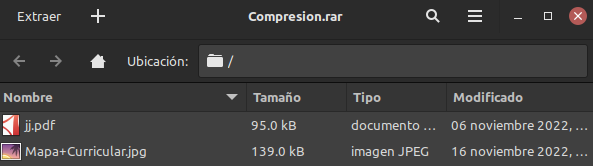 Extraer
Compresion.rar
Ubicación: /
Nombre Tamaño Tipo Modificado
jj.pdf 95.0 kB documento ... 06 noviembre 2022, ...
Mapa+Curricular.jpg 139.0 kB imagen JPEG 16 noviembre 2022, ...